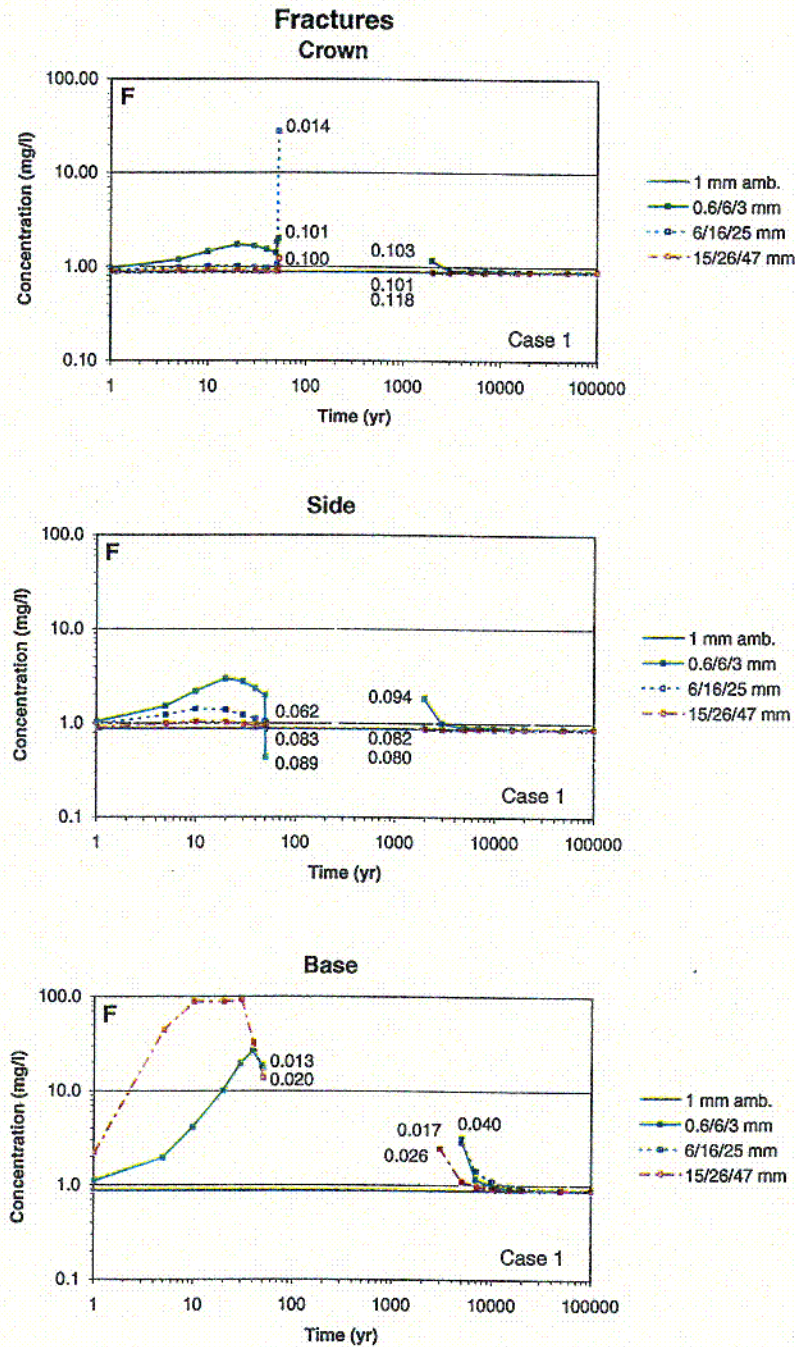 Fractures
Crown
Concentration (mg/l)
100.00
10.00
1.00
0.10
F
0.014
0.101
0.100
0.103
0.101
0.118
Case 1
1
10
100
1000
10000
100000
Time (yr)
1 mm amb.
0.6/6/3 mm
6/16/25 mm
15/26/47 mm
Side
Concentration (mg/l)
100.0
10.0
1.0
0.1
F
0.062
0.083
0.089
0.094
0.082
0.080
Case 1
1
10
100
1000
10000
100000
Time (yr)
1 mm amb.
0.6/6/3 mm
6/16/25 mm
15/26/47 mm
Base
Concentration (mg/l)
100.0
10.0
1.0
0.1
F
0.013
0.020
0.017
0.026
0.040
Case 1
1
10
100
1000
10000
100000
Time (yr)
1 mm amb.
0.6/6/3 mm
6/16/25 mm
15/26/47 mm